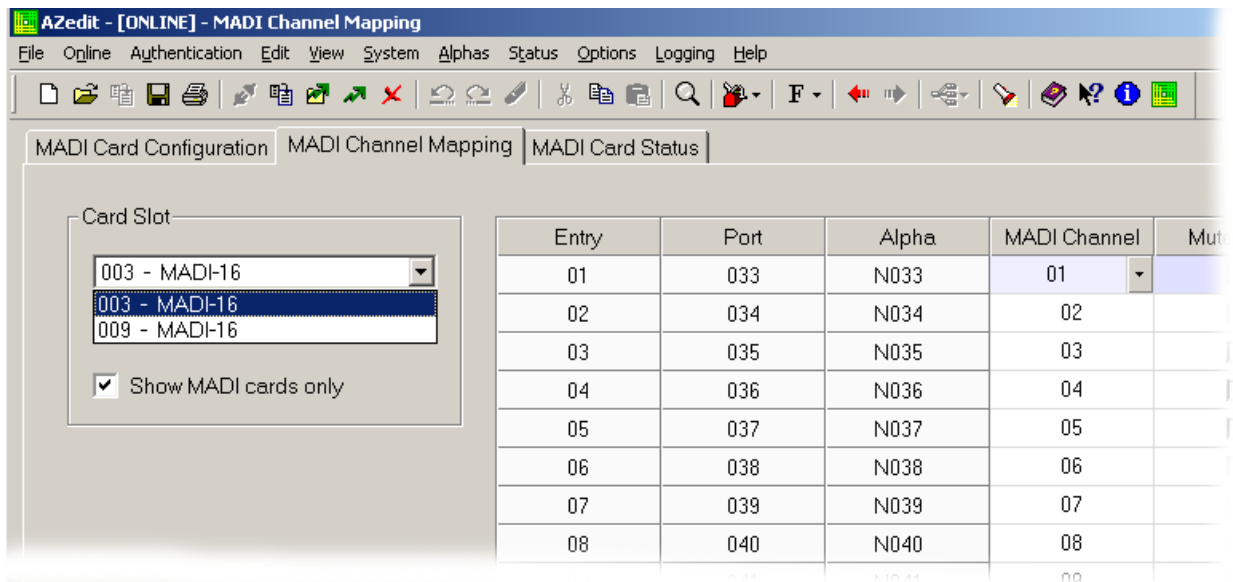 AZedit - [ONLINE] - MADI Channel Mapping
File Online Authentication Edit View System Alphas Status Options Logging Help
F
MADI Card Configuration MADI Channel Mapping MADI Card Status
Card Slot
003 - MADI-16
003 - MADI-16
009 - MADI-16
Show MADI cards only
Entry Port Alpha MADI Channel
01 033 N033 01
02 034 N034 02
03 035 N035 03
04 036 N036 04
05 037 N037 05
06 038 N038 06
07 039 N039 07
08 040 N040 08